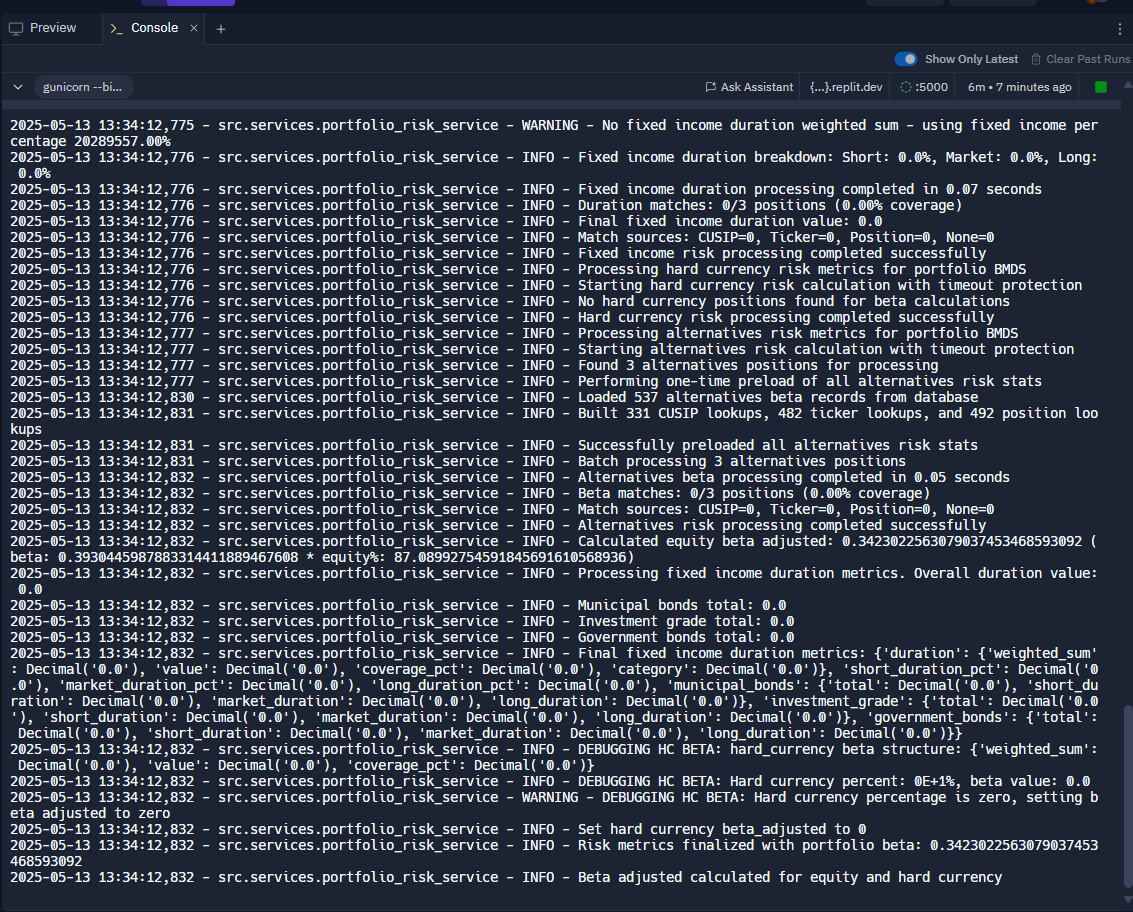 Preview
Console
Show Only Latest
Clear Past Runs
gunicorn --bi...
Ask Assistant
{...}.replit.dev
:5000
6m • 7 minutes ago
2025-05-13 13:34:12,775 - src.services.portfolio_risk_service - WARNING - No fixed income duration weighted sum - using fixed income per
centage 20289557.00%
2025-05-13 13:34:12,776 - src.services.portfolio_risk_service - INFO - Fixed income duration breakdown: Short: 0.0%, Market: 0.0%, Long:
 0.0%
2025-05-13 13:34:12,776 - src.services.portfolio_risk_service - INFO - Fixed income duration processing completed in 0.07 seconds
2025-05-13 13:34:12,776 - src.services.portfolio_risk_service - INFO - Duration matches: 0/3 positions (0.00% coverage)
2025-05-13 13:34:12,776 - src.services.portfolio_risk_service - INFO - Final fixed income duration value: 0.0
2025-05-13 13:34:12,776 - src.services.portfolio_risk_service - INFO - Match sources: CUSIP=0, Ticker=0, Position=0, None=0
2025-05-13 13:34:12,776 - src.services.portfolio_risk_service - INFO - Fixed income risk processing completed successfully
2025-05-13 13:34:12,776 - src.services.portfolio_risk_service - INFO - Processing hard currency risk metrics for portfolio BMDS
2025-05-13 13:34:12,776 - src.services.portfolio_risk_service - INFO - Starting hard currency risk calculation with timeout protection
2025-05-13 13:34:12,776 - src.services.portfolio_risk_service - INFO - No hard currency positions found for beta calculations
2025-05-13 13:34:12,776 - src.services.portfolio_risk_service - INFO - Hard currency risk processing completed successfully
2025-05-13 13:34:12,777 - src.services.portfolio_risk_service - INFO - Processing alternatives risk metrics for portfolio BMDS
2025-05-13 13:34:12,777 - src.services.portfolio_risk_service - INFO - Starting alternatives risk calculation with timeout protection
2025-05-13 13:34:12,777 - src.services.portfolio_risk_service - INFO - Found 3 alternatives positions for processing
2025-05-13 13:34:12,777 - src.services.portfolio_risk_service - INFO - Performing one-time preload of all alternatives risk stats
2025-05-13 13:34:12,830 - src.services.portfolio_risk_service - INFO - Loaded 537 alternatives beta records from database
2025-05-13 13:34:12,831 - src.services.portfolio_risk_service - INFO - Built 331 CUSIP lookups, 482 ticker lookups, and 492 position loo
kups
2025-05-13 13:34:12,831 - src.services.portfolio_risk_service - INFO - Successfully preloaded all alternatives risk stats
2025-05-13 13:34:12,831 - src.services.portfolio_risk_service - INFO - Batch processing 3 alternatives positions
2025-05-13 13:34:12,832 - src.services.portfolio_risk_service - INFO - Alternatives beta processing completed in 0.05 seconds
2025-05-13 13:34:12,832 - src.services.portfolio_risk_service - INFO - Beta matches: 0/3 positions (0.00% coverage)
2025-05-13 13:34:12,832 - src.services.portfolio_risk_service - INFO - Match sources: CUSIP=0, Ticker=0, Position=0, None=0
2025-05-13 13:34:12,832 - src.services.portfolio_risk_service - INFO - Alternatives risk processing completed successfully
2025-05-13 13:34:12,832 - src.services.portfolio_risk_service - INFO - Calculated equity beta adjusted: 0.3423022563079037453468593092 (
beta: 0.3930445987883314411889467608 * equity%: 87.08992754591845691610568936)
2025-05-13 13:34:12,832 - src.services.portfolio_risk_service - INFO - Processing fixed income duration metrics. Overall duration value:
 0.0
2025-05-13 13:34:12,832 - src.services.portfolio_risk_service - INFO - Municipal bonds total: 0.0
2025-05-13 13:34:12,832 - src.services.portfolio_risk_service - INFO - Investment grade total: 0.0
2025-05-13 13:34:12,832 - src.services.portfolio_risk_service - INFO - Government bonds total: 0.0
2025-05-13 13:34:12,832 - src.services.portfolio_risk_service - INFO - Final fixed income duration metrics: {'duration': {'weighted_sum'
: Decimal('0.0'), 'value': Decimal('0.0'), 'coverage_pct': Decimal('0.0'), 'category': Decimal('0.0')}, 'short_duration_pct': Decimal('0
.0'), 'market_duration_pct': Decimal('0.0'), 'long_duration_pct': Decimal('0.0'), 'municipal_bonds': {'total': Decimal('0.0'), 'short_du
ration': Decimal('0.0'), 'market_duration': Decimal('0.0'), 'long_duration': Decimal('0.0')}, 'investment_grade': {'total': Decimal('0.0
'), 'short_duration': Decimal('0.0'), 'market_duration': Decimal('0.0'), 'long_duration': Decimal('0.0')}, 'government_bonds': {'total':
 Decimal('0.0'), 'short_duration': Decimal('0.0'), 'market_duration': Decimal('0.0'), 'long_duration': Decimal('0.0')}}
2025-05-13 13:34:12,832 - src.services.portfolio_risk_service - INFO - DEBUGGING HC BETA: hard_currency beta structure: {'weighted_sum':
 Decimal('0.0'), 'value': Decimal('0.0'), 'coverage_pct': Decimal('0.0')}
2025-05-13 13:34:12,832 - src.services.portfolio_risk_service - INFO - DEBUGGING HC BETA: Hard currency percent: 0E+1%, beta value: 0.0
2025-05-13 13:34:12,832 - src.services.portfolio_risk_service - WARNING - DEBUGGING HC BETA: Hard currency percentage is zero, setting b
eta adjusted to zero
2025-05-13 13:34:12,832 - src.services.portfolio_risk_service - INFO - Set hard currency beta_adjusted to 0
2025-05-13 13:34:12,832 - src.services.portfolio_risk_service - INFO - Risk metrics finalized with portfolio beta: 0.3423022563079037453
468593092
2025-05-13 13:34:12,832 - src.services.portfolio_risk_service - INFO - Beta adjusted calculated for equity and hard currency